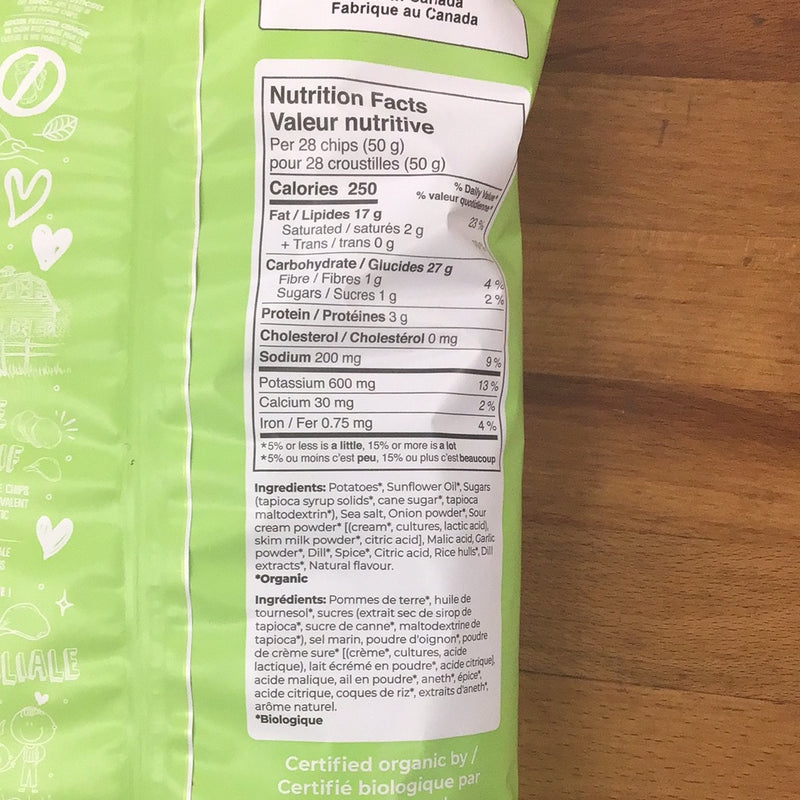 Fabrique au Canada
Nutrition Facts
Valeur nutritive
Per 28 chips (50 g)
pour 28 croustilles (50 g)
Calories 250
% Daily Value*
% valeur quotidienne*
Fat / Lipides 17 g
23 %
Saturated / saturés 2 g
+ Trans / trans 0 g
Carbohydrate / Glucides 27 g
Fibre / Fibres 1 g 4 %
Sugars / Sucres 1 g 2 %
Protein / Protéines 3 g
Cholesterol / Cholestérol 0 mg
Sodium 200 mg 9 %
Potassium 600 mg 13 %
Calcium 30 mg 2 %
Iron / Fer 0.75 mg 4 %
*5% or less is a little, 15% or more is a lot
*5% ou moins c'est peu, 15% ou plus c'est beaucoup
Ingredients: Potatoes*, Sunflower Oil*, Sugars
(tapioca syrup solids*, cane sugar*, tapioca
maltodextrin*), Sea salt, Onion powder*, Sour
cream powder* [(cream*, cultures, lactic acid),
skim milk powder*, citric acid], Malic acid, Garlic
powder*, Dill*, Spice*, Citric acid, Rice hulls*, Dill
extracts*, Natural flavour.
*Organic
Ingrédients: Pommes de terre*, huile de
tournesol*, sucres (extrait sec de sirop de
tapioca*, sucre de canne*, maltodextrine de
tapioca*), sel marin, poudre d'oignon*, poudre
de crème sure* [(crème*, cultures, acide
lactique), lait écrémé en poudre*, acide citrique],
acide malique, ail en poudre*, aneth*, épice*,
acide citrique, coques de riz*, extraits d'aneth*,
arôme naturel.
*Biologique
Certified organic by /
Certifié biologique par